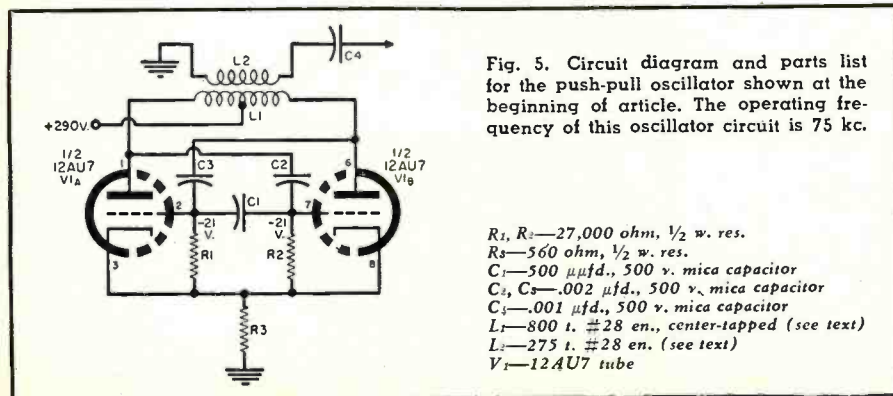 L2
C4
L1
+290V.
1/2
12AU7
V1A
1
C3
C2
6
1/2
12AU7
V1B
2
C1
7
-21
V.
-21
V.
3
R1
R2
8
R3
Fig. 5. Circuit diagram and parts list
for the push-pull oscillator shown at the
beginning of article. The operating fre-
quency of this oscillator circuit is 75 kc.
R1, R2—27,000 ohm, ½ w. res.
R3—560 ohm, ½ w. res.
C1—500 μμfd., 500 v. mica capacitor
C2, C3—.002 μfd., 500 v. mica capacitor
C4—.001 μfd., 500 v. mica capacitor
L1—800 t. #28 en., center-tapped (see text)
L2—275 t. #28 en. (see text)
V1—12AU7 tube